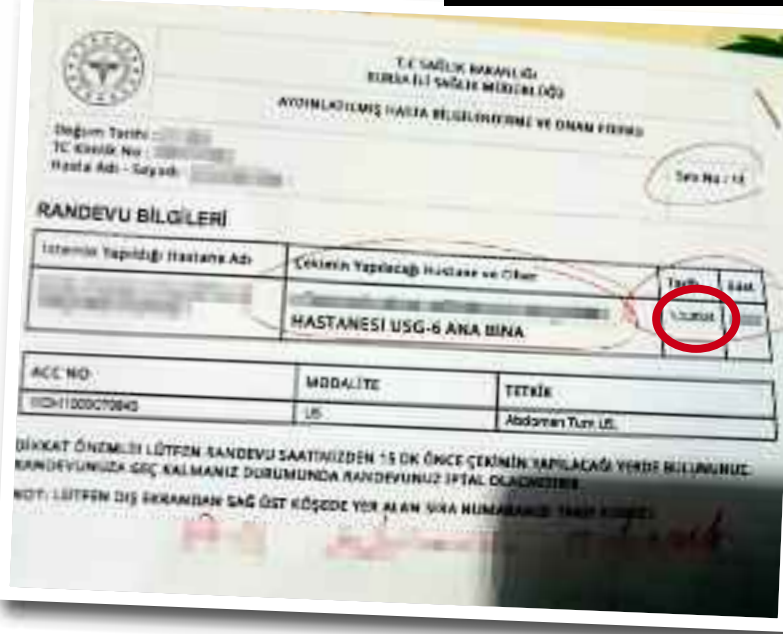 T.C SAĞLIK BAKANLIĞI
BURSA İLİ SAĞLIK MÜDÜRLÜĞÜ
AYDINLATILMIŞ HASTA BİLGİLENDİRME VE ONAM FORMU
Doğum Tarihi :
TC Kimlik No :
Hasta Adı - Soyadı :
Sıra No : 14
RANDEVU BİLGİLERİ
İstemin Yapıldığı Hastane Adı
Çekimin Yapılacağı Hastane ve Cihaz
Tarih
Saat
HASTANESİ USG-6 ANA BINA
ACC NO
MODALİTE
TETKİK
US
Abdomen Tüm US.
DİKKAT ÖNEMLİ! LÜTFEN RANDEVU SAATİNİZDEN 15 DK ÖNCE ÇEKİMİN YAPILACAĞI YERDE BULUNUNUZ.
RANDEVUNUZA GEÇ KALMANIZ DURUMUNDA RANDEVUNUZ İPTAL OLACAKTIR.
NOT: LÜTFEN DIŞ EKRANDAN SAĞ ÜST KÖŞEDE YER ALAN SIRA NUMARANIZI TAKİP EDİNİZ.